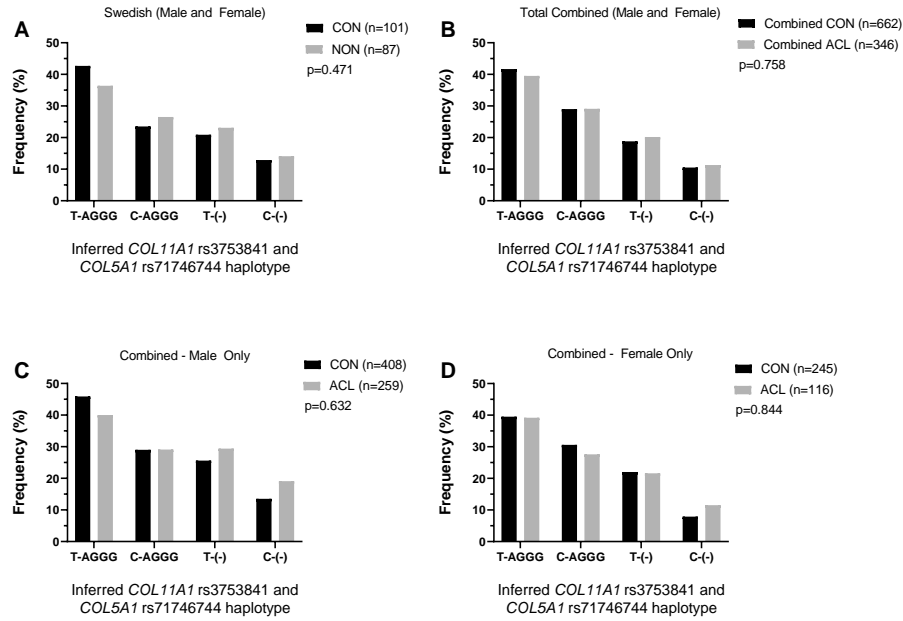 A
Swedish (Male and Female)
CON (n=101)
NON (n=87)
p=0.471
Frequency (%)
50
40
30
20
10
0
T-AGGG C-AGGG T-(-) C-(-)
Inferred COL11A1 rs3753841 and
COL5A1 rs71746744 haplotype
B
Total Combined (Male and Female)
Combined CON (n=662)
Combined ACL (n=346)
p=0.758
Frequency (%)
50
40
30
20
10
0
T-AGGG C-AGGG T-(-) C-(-)
Inferred COL11A1 rs3753841 and
COL5A1 rs71746744 haplotype
C
Combined - Male Only
CON (n=408)
ACL (n=259)
p=0.632
Frequency (%)
50
40
30
20
10
0
T-AGGG C-AGGG T-(-) C-(-)
Inferred COL11A1 rs3753841 and
COL5A1 rs71746744 haplotype
D
Combined - Female Only
CON (n=245)
ACL (n=116)
p=0.844
Frequency (%)
50
40
30
20
10
0
T-AGGG C-AGGG T-(-) C-(-)
Inferred COL11A1 rs3753841 and
COL5A1 rs71746744 haplotype